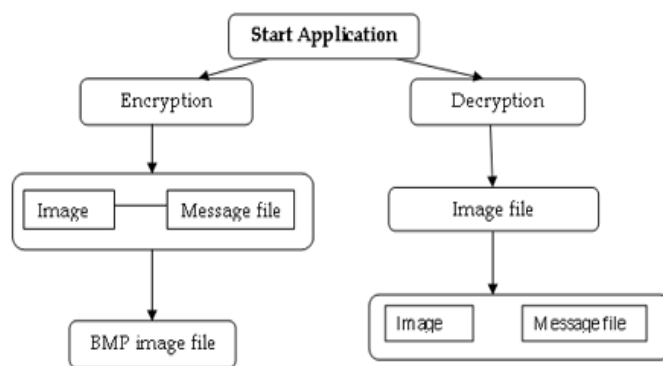 Start Application
Encryption
Decryption
Image
Message file
Image file
BMP image file
Image
Message file